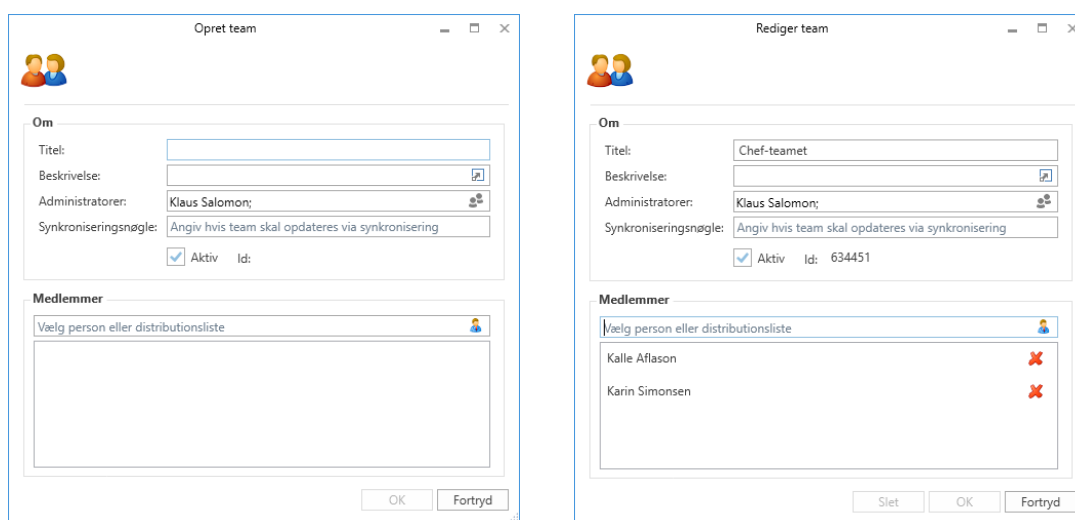 Opret team
Om
Titel:
Beskrivelse:
Administratorer: Klaus Salomon;
Synkroniseringsnøgle: Angiv hvis team skal opdateres via synkronisering
Aktiv Id:
Medlemmer
Vælg person eller distributionsliste
OK Fortryd
Rediger team
Om
Titel: Chef-teamet
Beskrivelse:
Administratorer: Klaus Salomon;
Synkroniseringsnøgle: Angiv hvis team skal opdateres via synkronisering
Aktiv Id: 634451
Medlemmer
Vælg person eller distributionsliste
Kalle Aflason
Karin Simonsen
Slet OK Fortryd